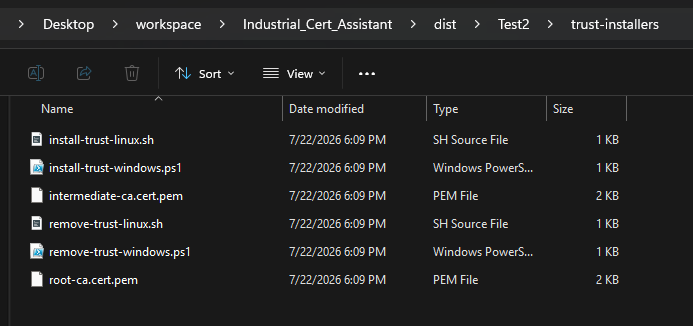 Desktop > workspace > Industrial_Cert_Assistant > dist > Test2 > trust-installers
Sort View •••
Name Date modified Type Size
install-trust-linux.sh 7/22/2026 6:09 PM SH Source File 1 KB
install-trust-windows.ps1 7/22/2026 6:09 PM Windows PowerS... 1 KB
intermediate-ca.cert.pem 7/22/2026 6:09 PM PEM File 2 KB
remove-trust-linux.sh 7/22/2026 6:09 PM SH Source File 1 KB
remove-trust-windows.ps1 7/22/2026 6:09 PM Windows PowerS... 1 KB
root-ca.cert.pem 7/22/2026 6:09 PM PEM File 2 KB